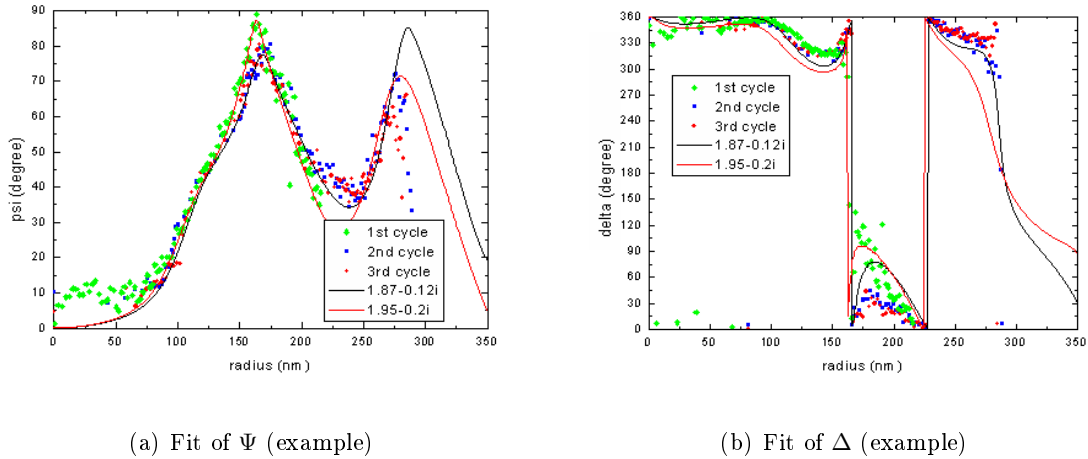 90
80
70
60
50
40
30
20
10
0
psi (degree)
1st cycle
2nd cycle
3rd cycle
1.87-0.12i
1.95-0.2i
0 50 100 150 200 250 300 350
radius (nm)
(a) Fit of Ψ (example)
360
330
300
270
240
210
180
150
120
90
60
30
0
delta (degree)
1st cycle
2nd cycle
3rd cycle
1.87-0.12i
1.95-0.2i
0 50 100 150 200 250 300 350
radius (nm)
(b) Fit of Δ (example)